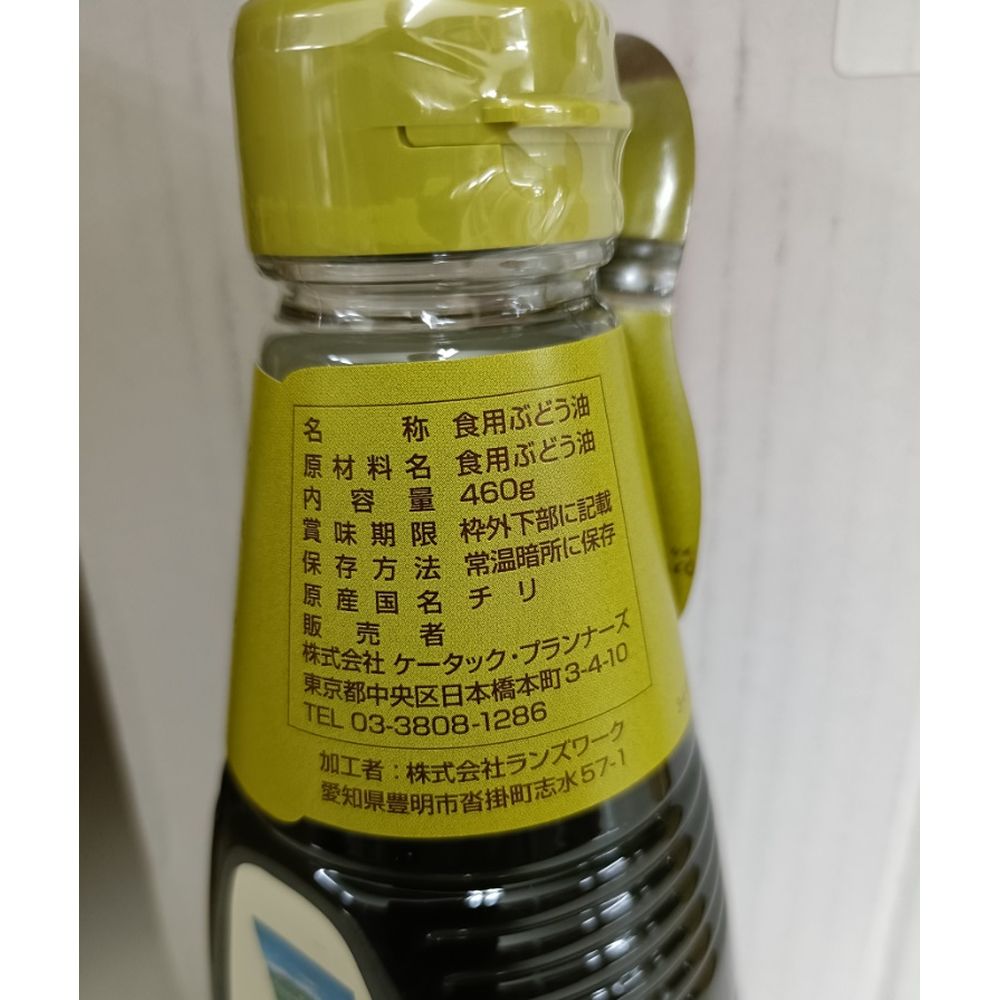 名称 食用ぶどう油
原材料名 食用ぶどう油
内容量 460g
賞味期限 枠外下部に記載
保存方法 常温暗所に保存
原産国名 チリ
販売者
株式会社 ケータック・プランナーズ
東京都中央区日本橋本町3-4-10
TEL 03-3808-1286
加工者：株式会社ランズワーク
愛知県豊明市沓掛町志水57-1